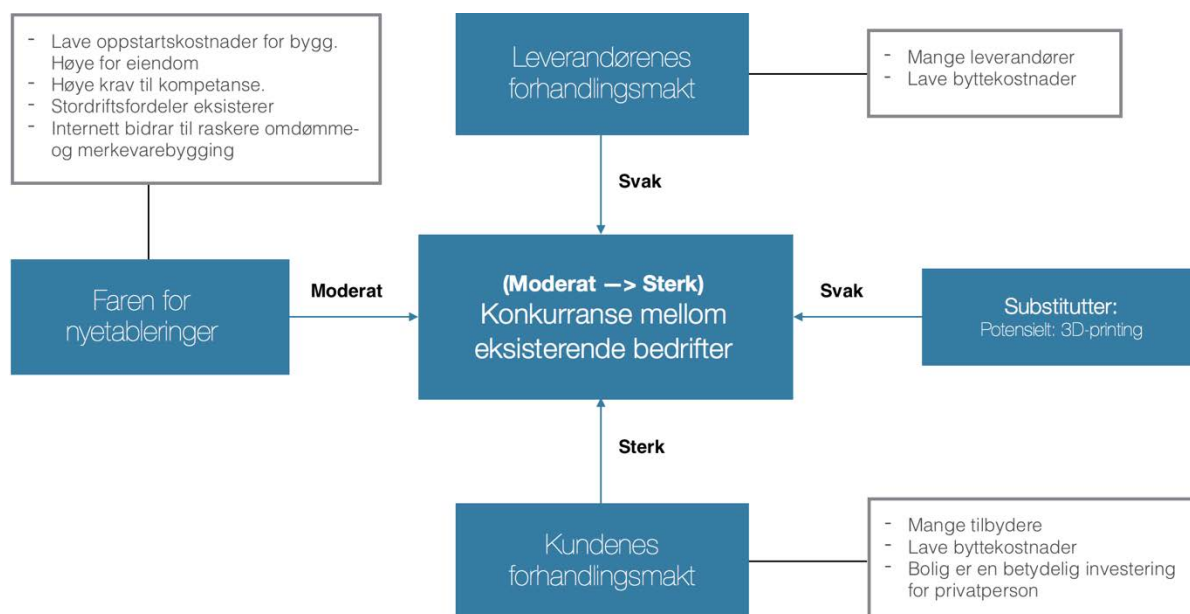 - Lave oppstartskostnader for bygg.
Høye for eiendom
- Høye krav til kompetanse.
- Stordriftsfordeler eksisterer
- Internett bidrar til raskere omdømme-
og merkevarebygging
Leverandørenes
forhandlingsmakt
- Mange leverandører
- Lave byttekostnader
Svak
Faren for
nyetableringer
Moderat
(Moderat —> Sterk)
Konkurranse mellom
eksisterende bedrifter
Svak
Substitutter:
Potensielt: 3D-printing
Sterk
Kundenes
forhandlingsmakt
- Mange tilbydere
- Lave byttekostnader
- Bolig er en betydelig investering
for privatperson